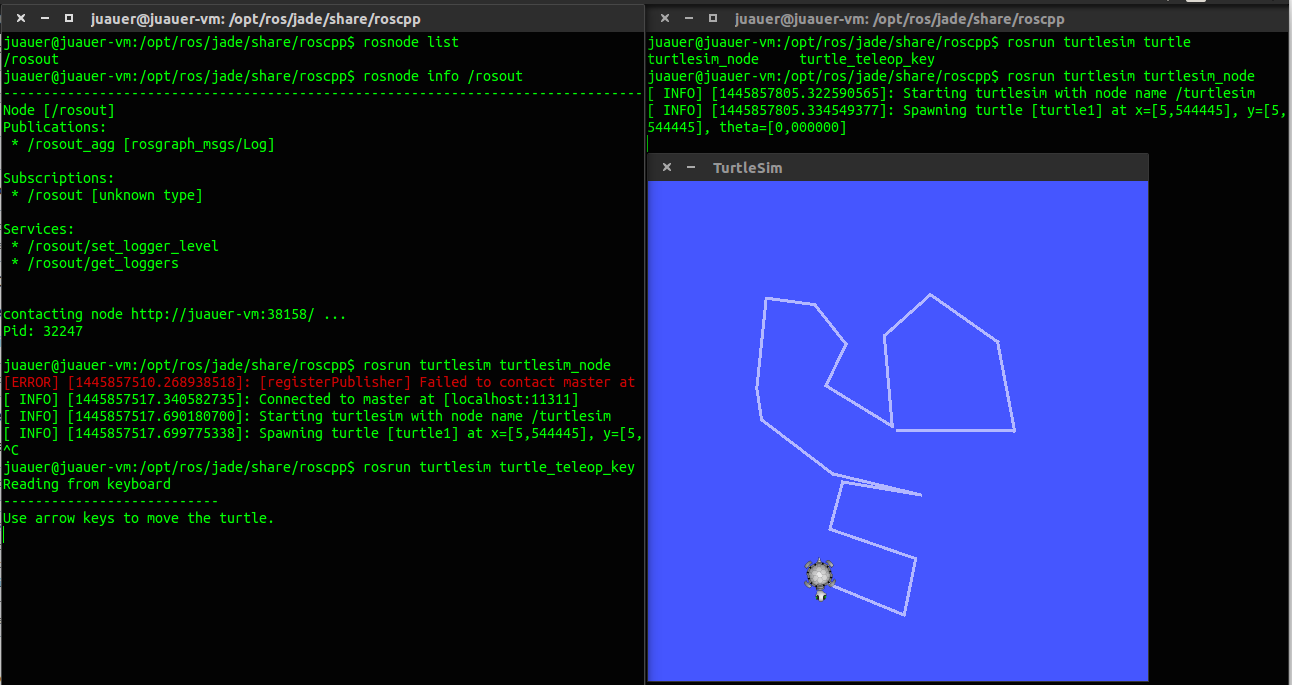 juauer@juauer-vm: /opt/ros/jade/share/roscpp
juauer@juauer-vm:/opt/ros/jade/share/roscpp$ rosnode list
/rosout
juauer@juauer-vm:/opt/ros/jade/share/roscpp$ rosnode info /rosout
--------------------------------------------------------------------------------
Node [/rosout]
Publications:
* /rosout_agg [rosgraph_msgs/Log]
Subscriptions:
* /rosout [unknown type]
Services:
* /rosout/set_logger_level
* /rosout/get_loggers
contacting node http://juauer-vm:38158/ ...
Pid: 32247
juauer@juauer-vm:/opt/ros/jade/share/roscpp$ rosrun turtlesim turtlesim_node
[ERROR] [1445857510.268938518]: [registerPublisher] Failed to contact master at
[ INFO] [1445857517.340582735]: Connected to master at [localhost:11311]
[ INFO] [1445857517.690180700]: Starting turtlesim with node name /turtlesim
[ INFO] [1445857517.699775338]: Spawning turtle [turtle1] at x=[5,544445], y=[5,
^C
juauer@juauer-vm:/opt/ros/jade/share/roscpp$ rosrun turtlesim turtle_teleop_key
Reading from keyboard
---------------------------
Use arrow keys to move the turtle.
juauer@juauer-vm: /opt/ros/jade/share/roscpp
juauer@juauer-vm:/opt/ros/jade/share/roscpp$ rosrun turtlesim turtle
turtlesim_node     turtle_teleop_key
juauer@juauer-vm:/opt/ros/jade/share/roscpp$ rosrun turtlesim turtlesim_node
[ INFO] [1445857805.322590565]: Starting turtlesim with node name /turtlesim
[ INFO] [1445857805.334549377]: Spawning turtle [turtle1] at x=[5,544445], y=[5,
544445], theta=[0,000000]
TurtleSim